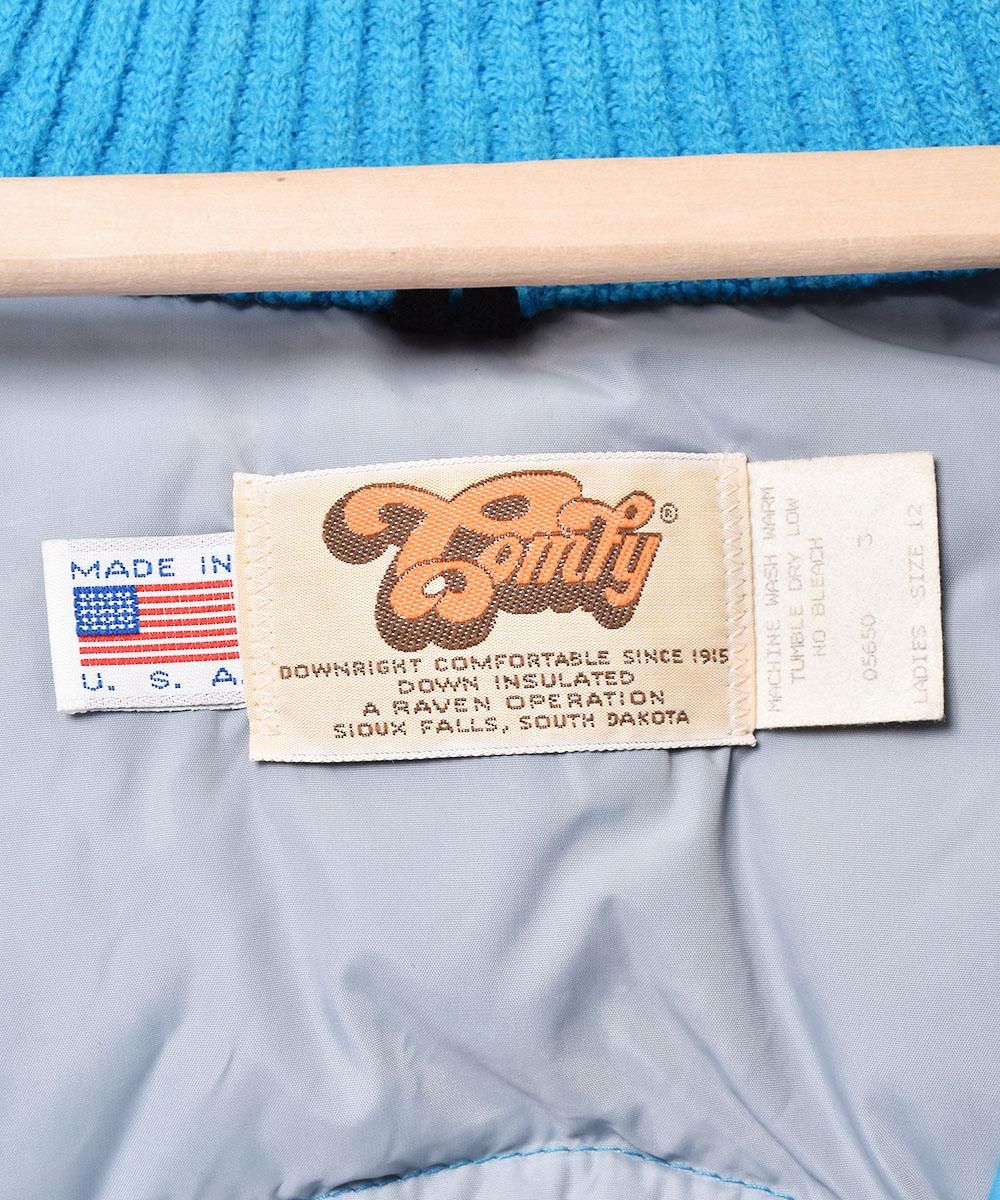 MADE IN
U. S. A.
Comfy®
DOWNRIGHT COMFORTABLE SINCE 1915
DOWN INSULATED
A RAVEN OPERATION
SIOUX FALLS, SOUTH DAKOTA
MACHINE WASH WARM
TUMBLE DRY LOW
NO BLEACH
05650 3
LADIES SIZE 12